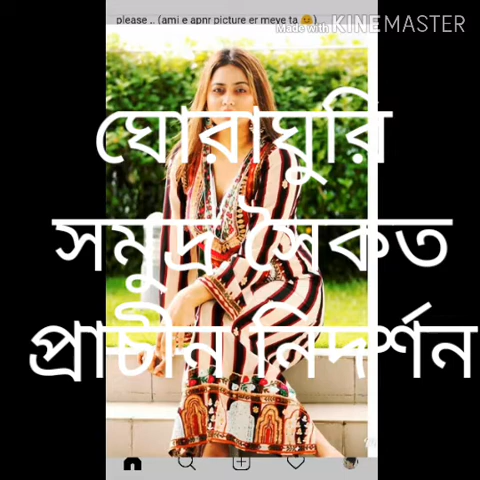 please .. (ami e apnr picture er meye ta 😉)..
Made with KINEMASTER
ঘোরাঘুরি
সমুদ্র সৈকত
প্রাচীন নিদর্শন